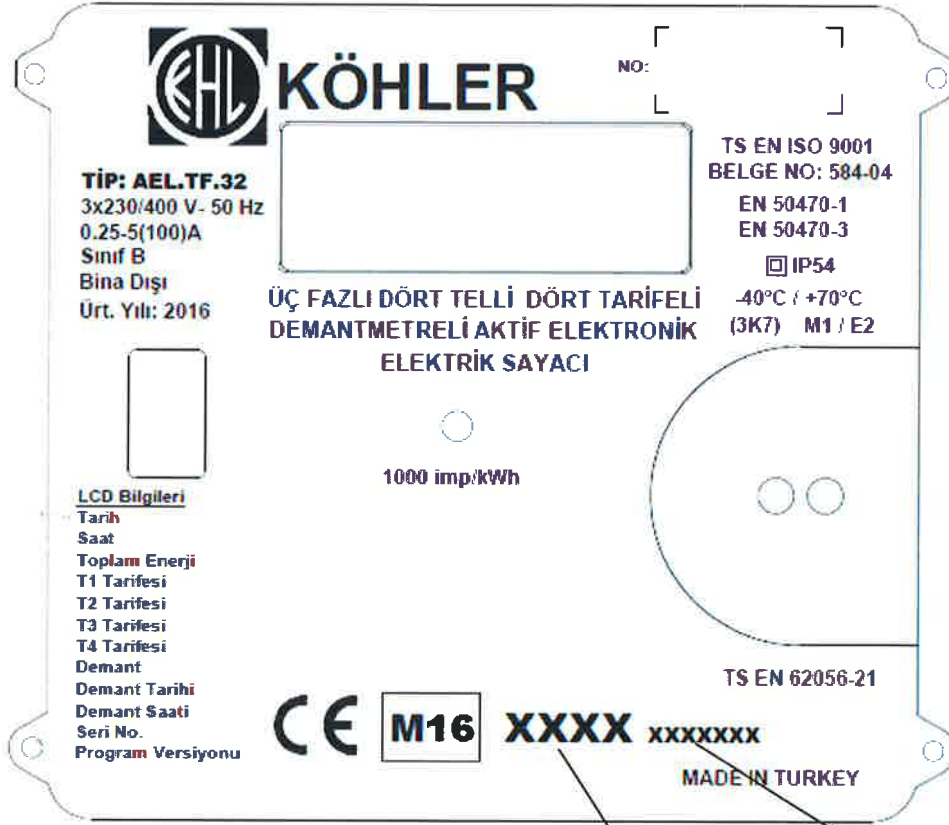 KHL KÖHLER
NO:
TİP: AEL.TF.32
3x230/400 V- 50 Hz
0.25-5(100)A
Sınıf B
Bina Dışı
Ürt. Yılı: 2016
TS EN ISO 9001
BELGE NO: 584-04
EN 50470-1
EN 50470-3
IP54
-40°C / +70°C
(3K7) M1 / E2
ÜÇ FAZLI DÖRT TELLİ DÖRT TARİFELİ
DEMANTMETRELİ AKTİF ELEKTRONİK
ELEKTRİK SAYACI
1000 imp/kWh
LCD Bilgileri
Tarih
Saat
Toplam Enerji
T1 Tarifesi
T2 Tarifesi
T3 Tarifesi
T4 Tarifesi
Demant
Demant Tarihi
Demant Saati
Seri No.
Program Versiyonu
TS EN 62056-21
CE M16 XXXX xxxxxxx
MADE IN TURKEY